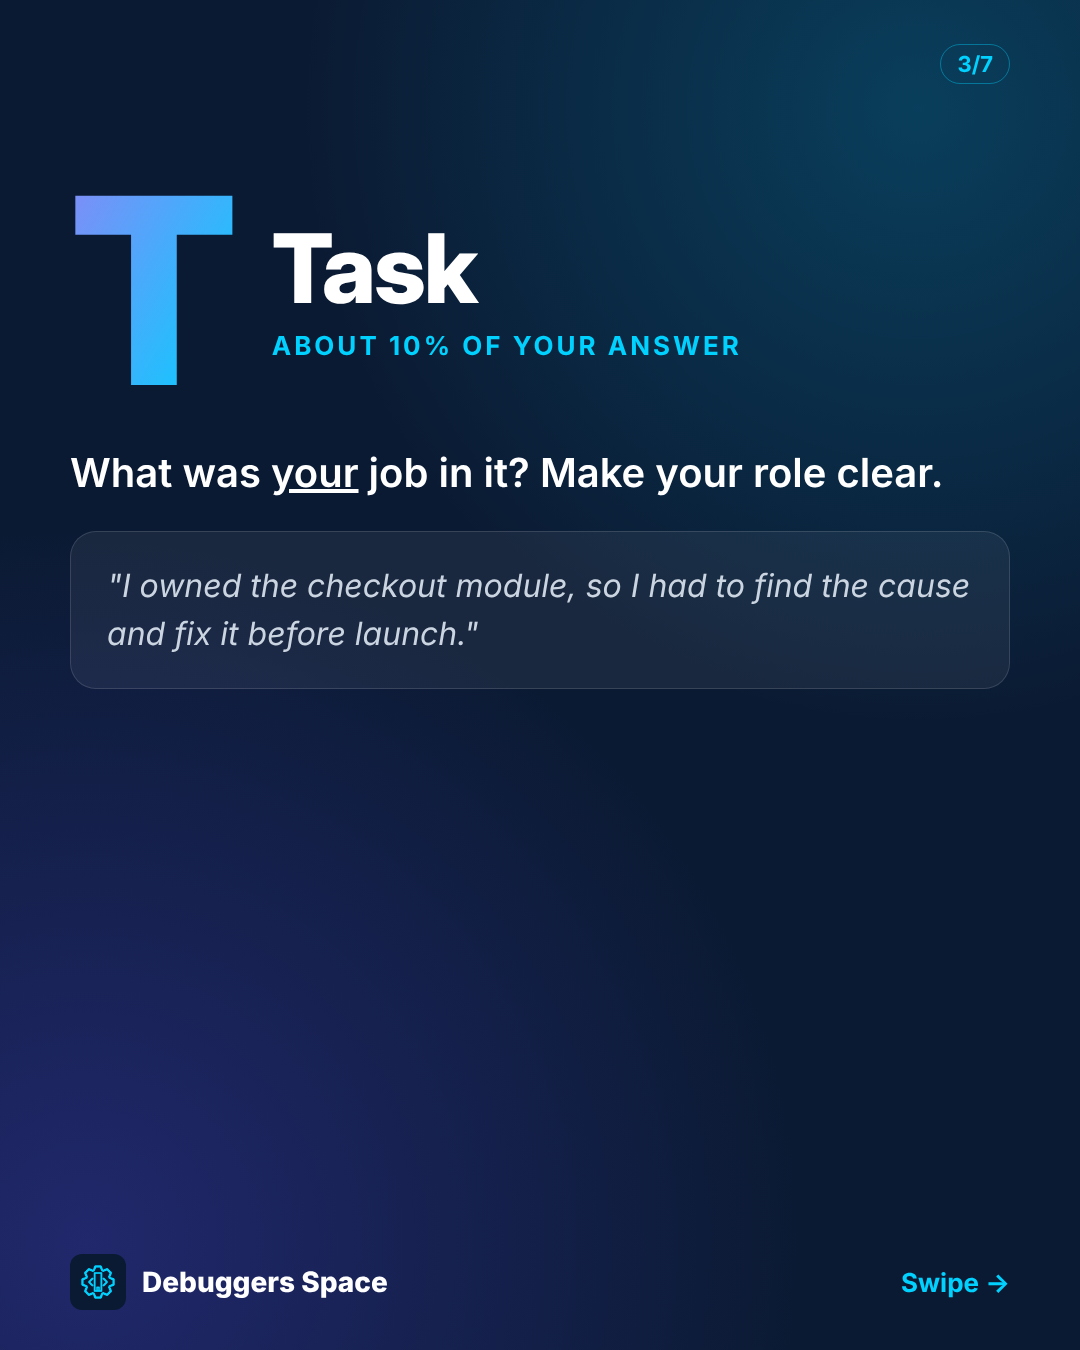 3/7
T
Task
ABOUT 10% OF YOUR ANSWER
What was your job in it? Make your role clear.
"I owned the checkout module, so I had to find the cause
and fix it before launch."
Debuggers Space
Swipe →